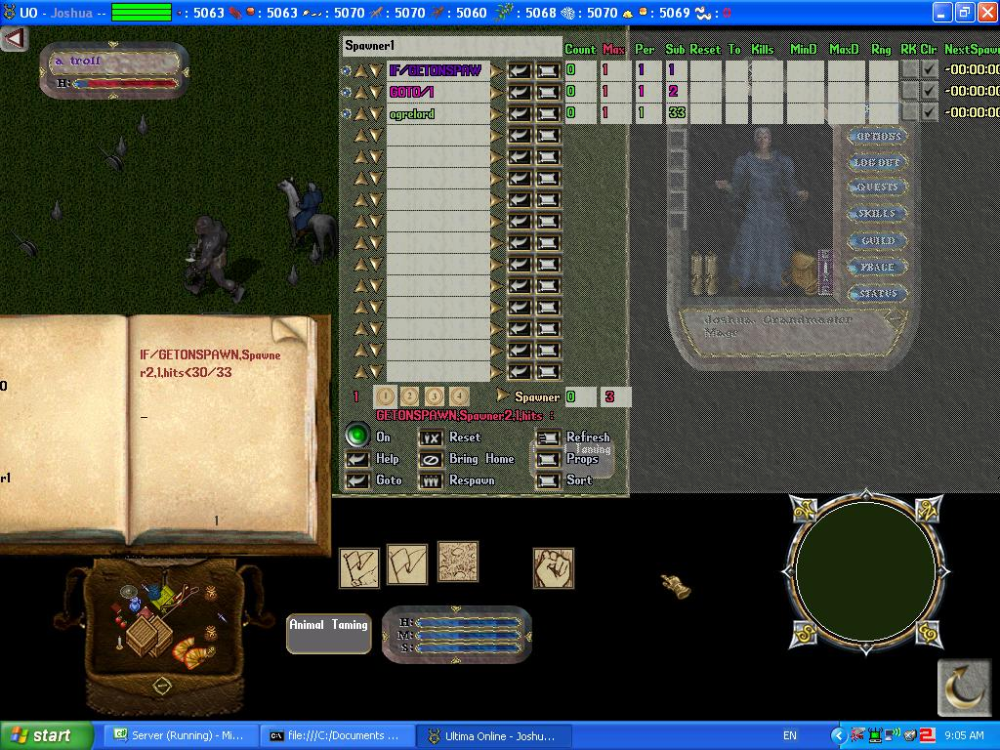 UO - Joshua -- : 5063 : 5063 : 5070 : 5070 : 5060 : 5068 : 5070 : 5069 : 0
a troll
H:
Spawner1
Count Max Per Sub Reset To Kills MinD MaxD Rng RK Clr NextSpawn
IF/GETONSPAW 0 1 1 1 -00:00:00
GOTO/1 0 1 1 2 -00:00:00
ogrelord 0 1 1 33 -00:00:00
OPTIONS
LOG OUT
QUESTS
SKILLS
GUILD
PEACE
STATUS
Joshua, Grandmaster
Mage
IF/GETONSPAWN,Spawne
r2,1,hits<30/33
0
r1
1
1 1 2 3 4 Spawner 0 3
GETONSPAWN,Spawner2,1,hits :
On Reset Refresh
Help Bring Home Props
Goto Respawn Sort
Taming
Animal Taming
H:
M:
S:
N
S
start Server (Running) - Mi... file:///C:/Documents ... Ultima Online - Joshu... EN 2 9:05 AM